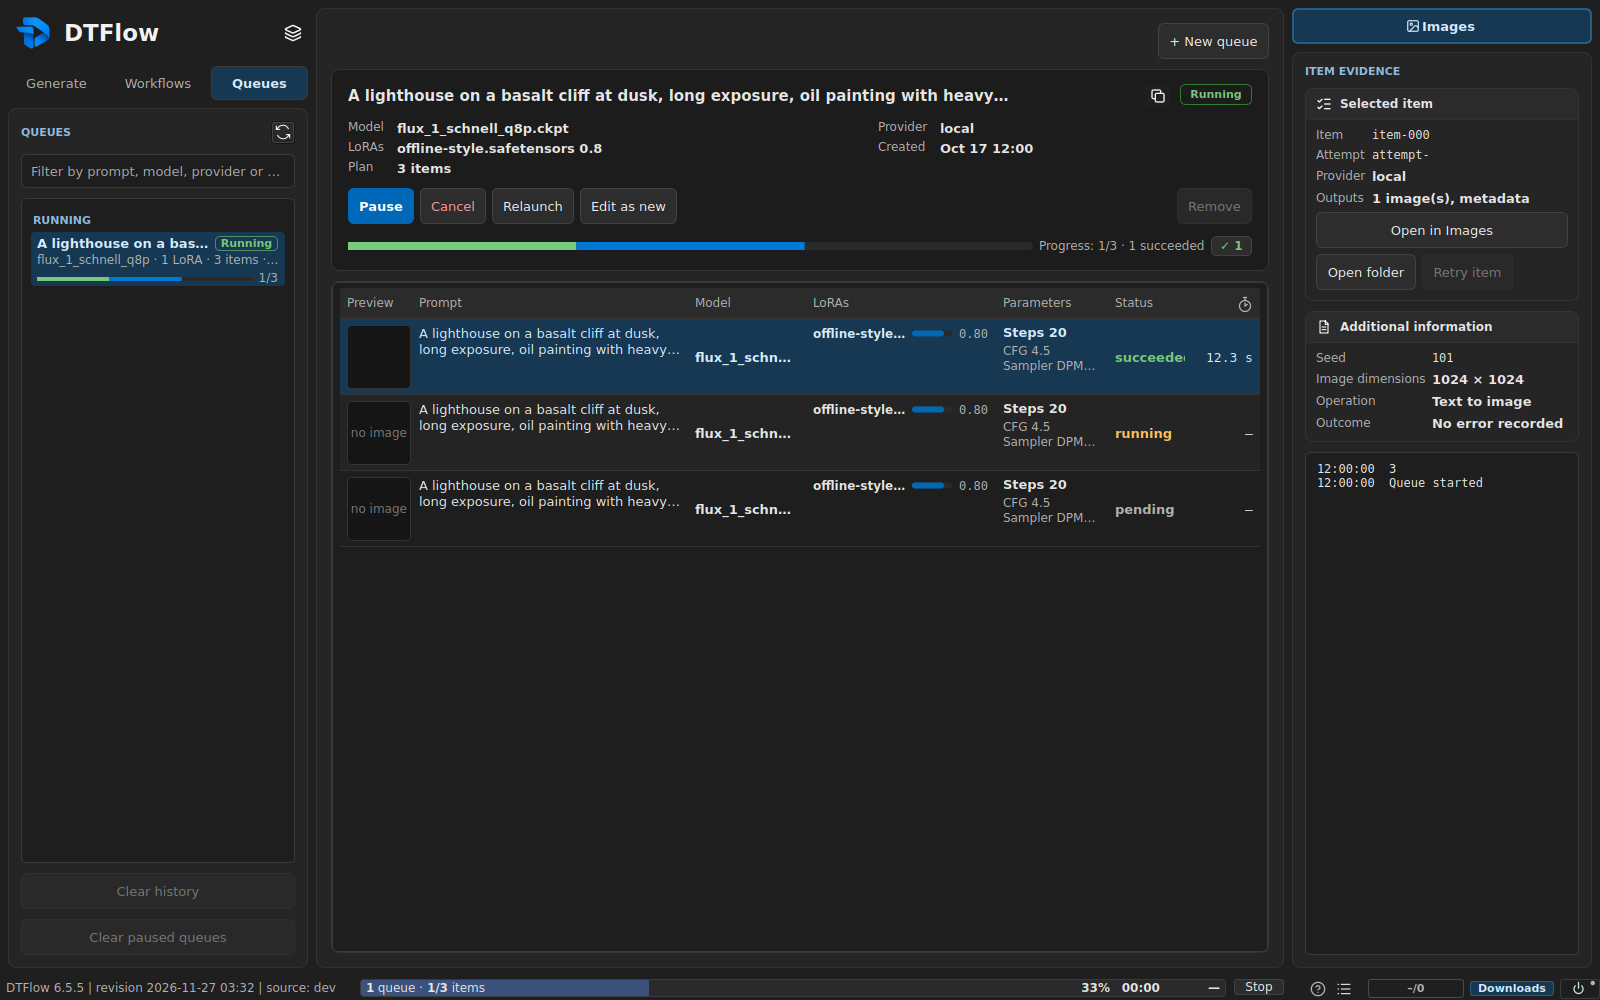 DTFlow
Generate
Workflows
Queues
QUEUES
Filter by prompt, model, provider or ...
RUNNING
A lighthouse on a bas... Running
flux_1_schnell_q8p · 1 LoRA · 3 items ·...
1/3
Clear history
Clear paused queues
+ New queue
A lighthouse on a basalt cliff at dusk, long exposure, oil painting with heavy...
Running
Model flux_1_schnell_q8p.ckpt
Provider local
LoRAs offline-style.safetensors 0.8
Created Oct 17 12:00
Plan 3 items
Pause
Cancel
Relaunch
Edit as new
Remove
Progress: 1/3 · 1 succeeded ✓ 1
Preview Prompt Model LoRAs Parameters Status
A lighthouse on a basalt cliff at dusk,
long exposure, oil painting with heavy...
flux_1_schn...
offline-style... 0.80
Steps 20
CFG 4.5
Sampler DPM...
succeeded
12.3 s
no image
A lighthouse on a basalt cliff at dusk,
long exposure, oil painting with heavy...
flux_1_schn...
offline-style... 0.80
Steps 20
CFG 4.5
Sampler DPM...
running
—
no image
A lighthouse on a basalt cliff at dusk,
long exposure, oil painting with heavy...
flux_1_schn...
offline-style... 0.80
Steps 20
CFG 4.5
Sampler DPM...
pending
—
Images
ITEM EVIDENCE
Selected item
Item item-000
Attempt attempt-
Provider local
Outputs 1 image(s), metadata
Open in Images
Open folder
Retry item
Additional information
Seed 101
Image dimensions 1024 × 1024
Operation Text to image
Outcome No error recorded
12:00:00 3
12:00:00 Queue started
DTFlow 6.5.5 | revision 2026-11-27 03:32 | source: dev
1 queue · 1/3 items
33% 00:00 —
Stop
-/0
Downloads